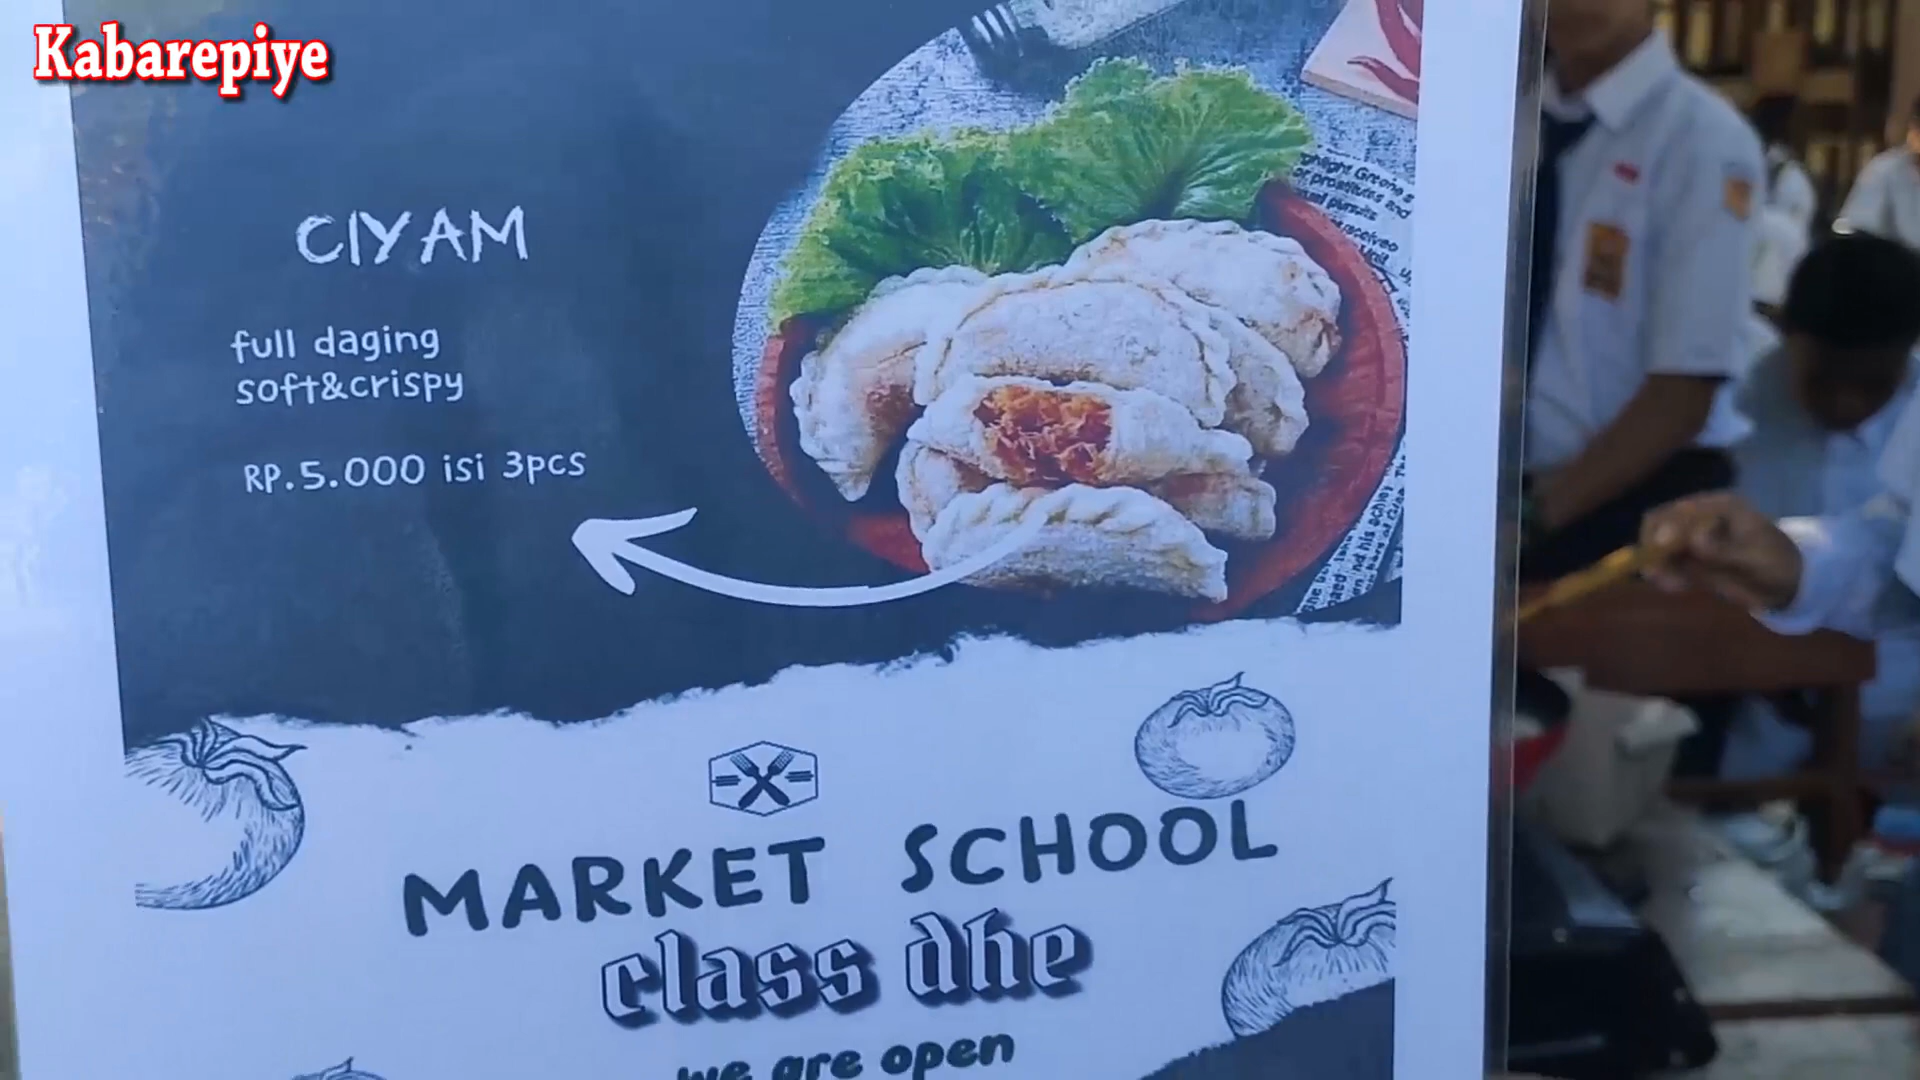 Kabarepiye
CIYAM
full daging
soft&crispy
RP.5.000 isi 3pcs
MARKET SCHOOL
class dhe
we are open